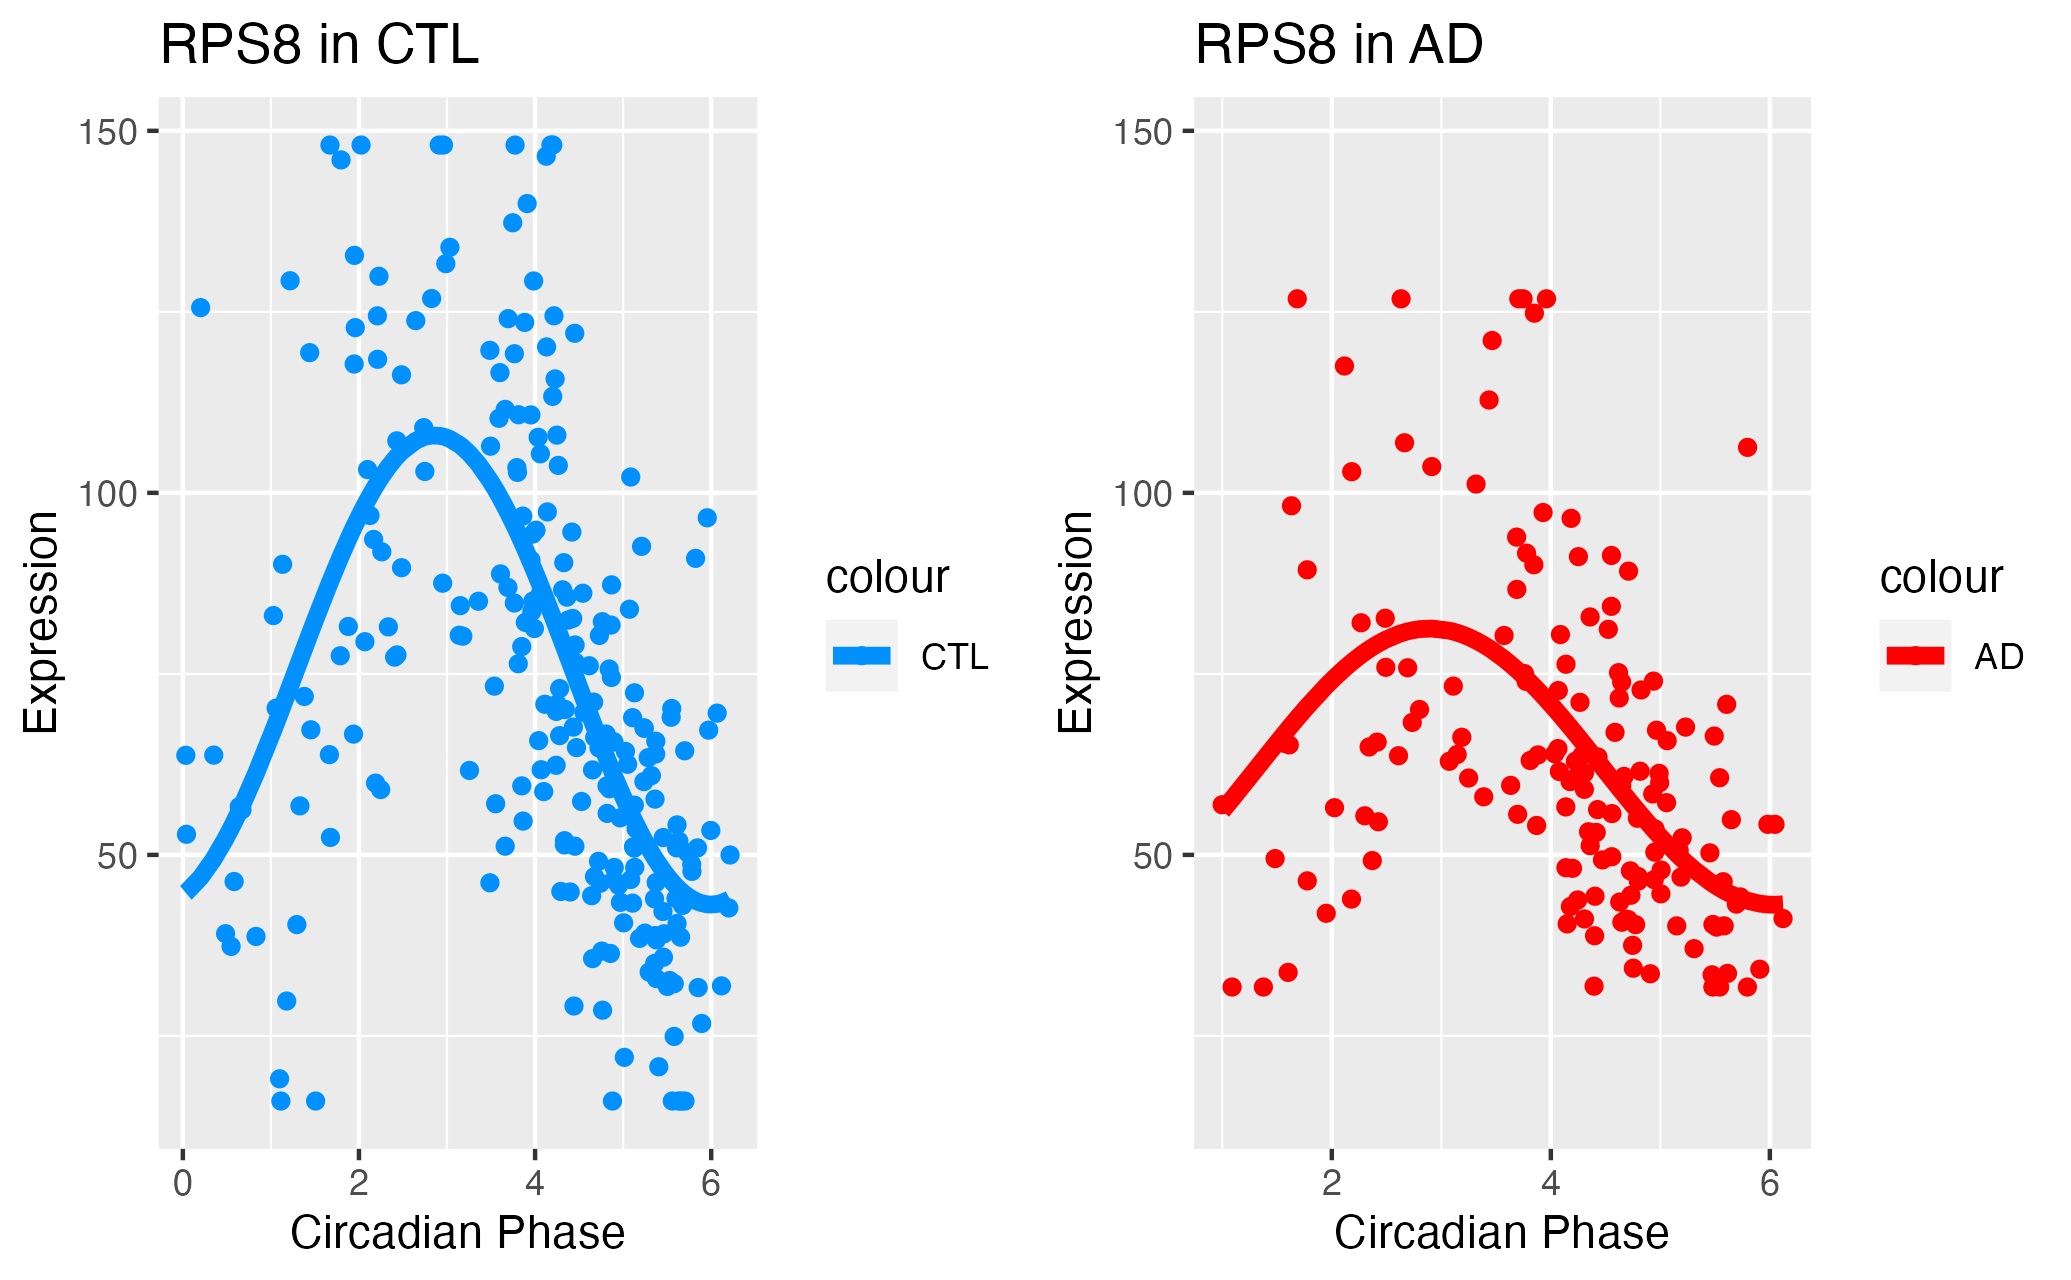 RPS8 in CTL
150
100
50
Expression
0 2 4 6
Circadian Phase
colour
CTL
RPS8 in AD
150
100
50
Expression
2 4 6
Circadian Phase
colour
AD